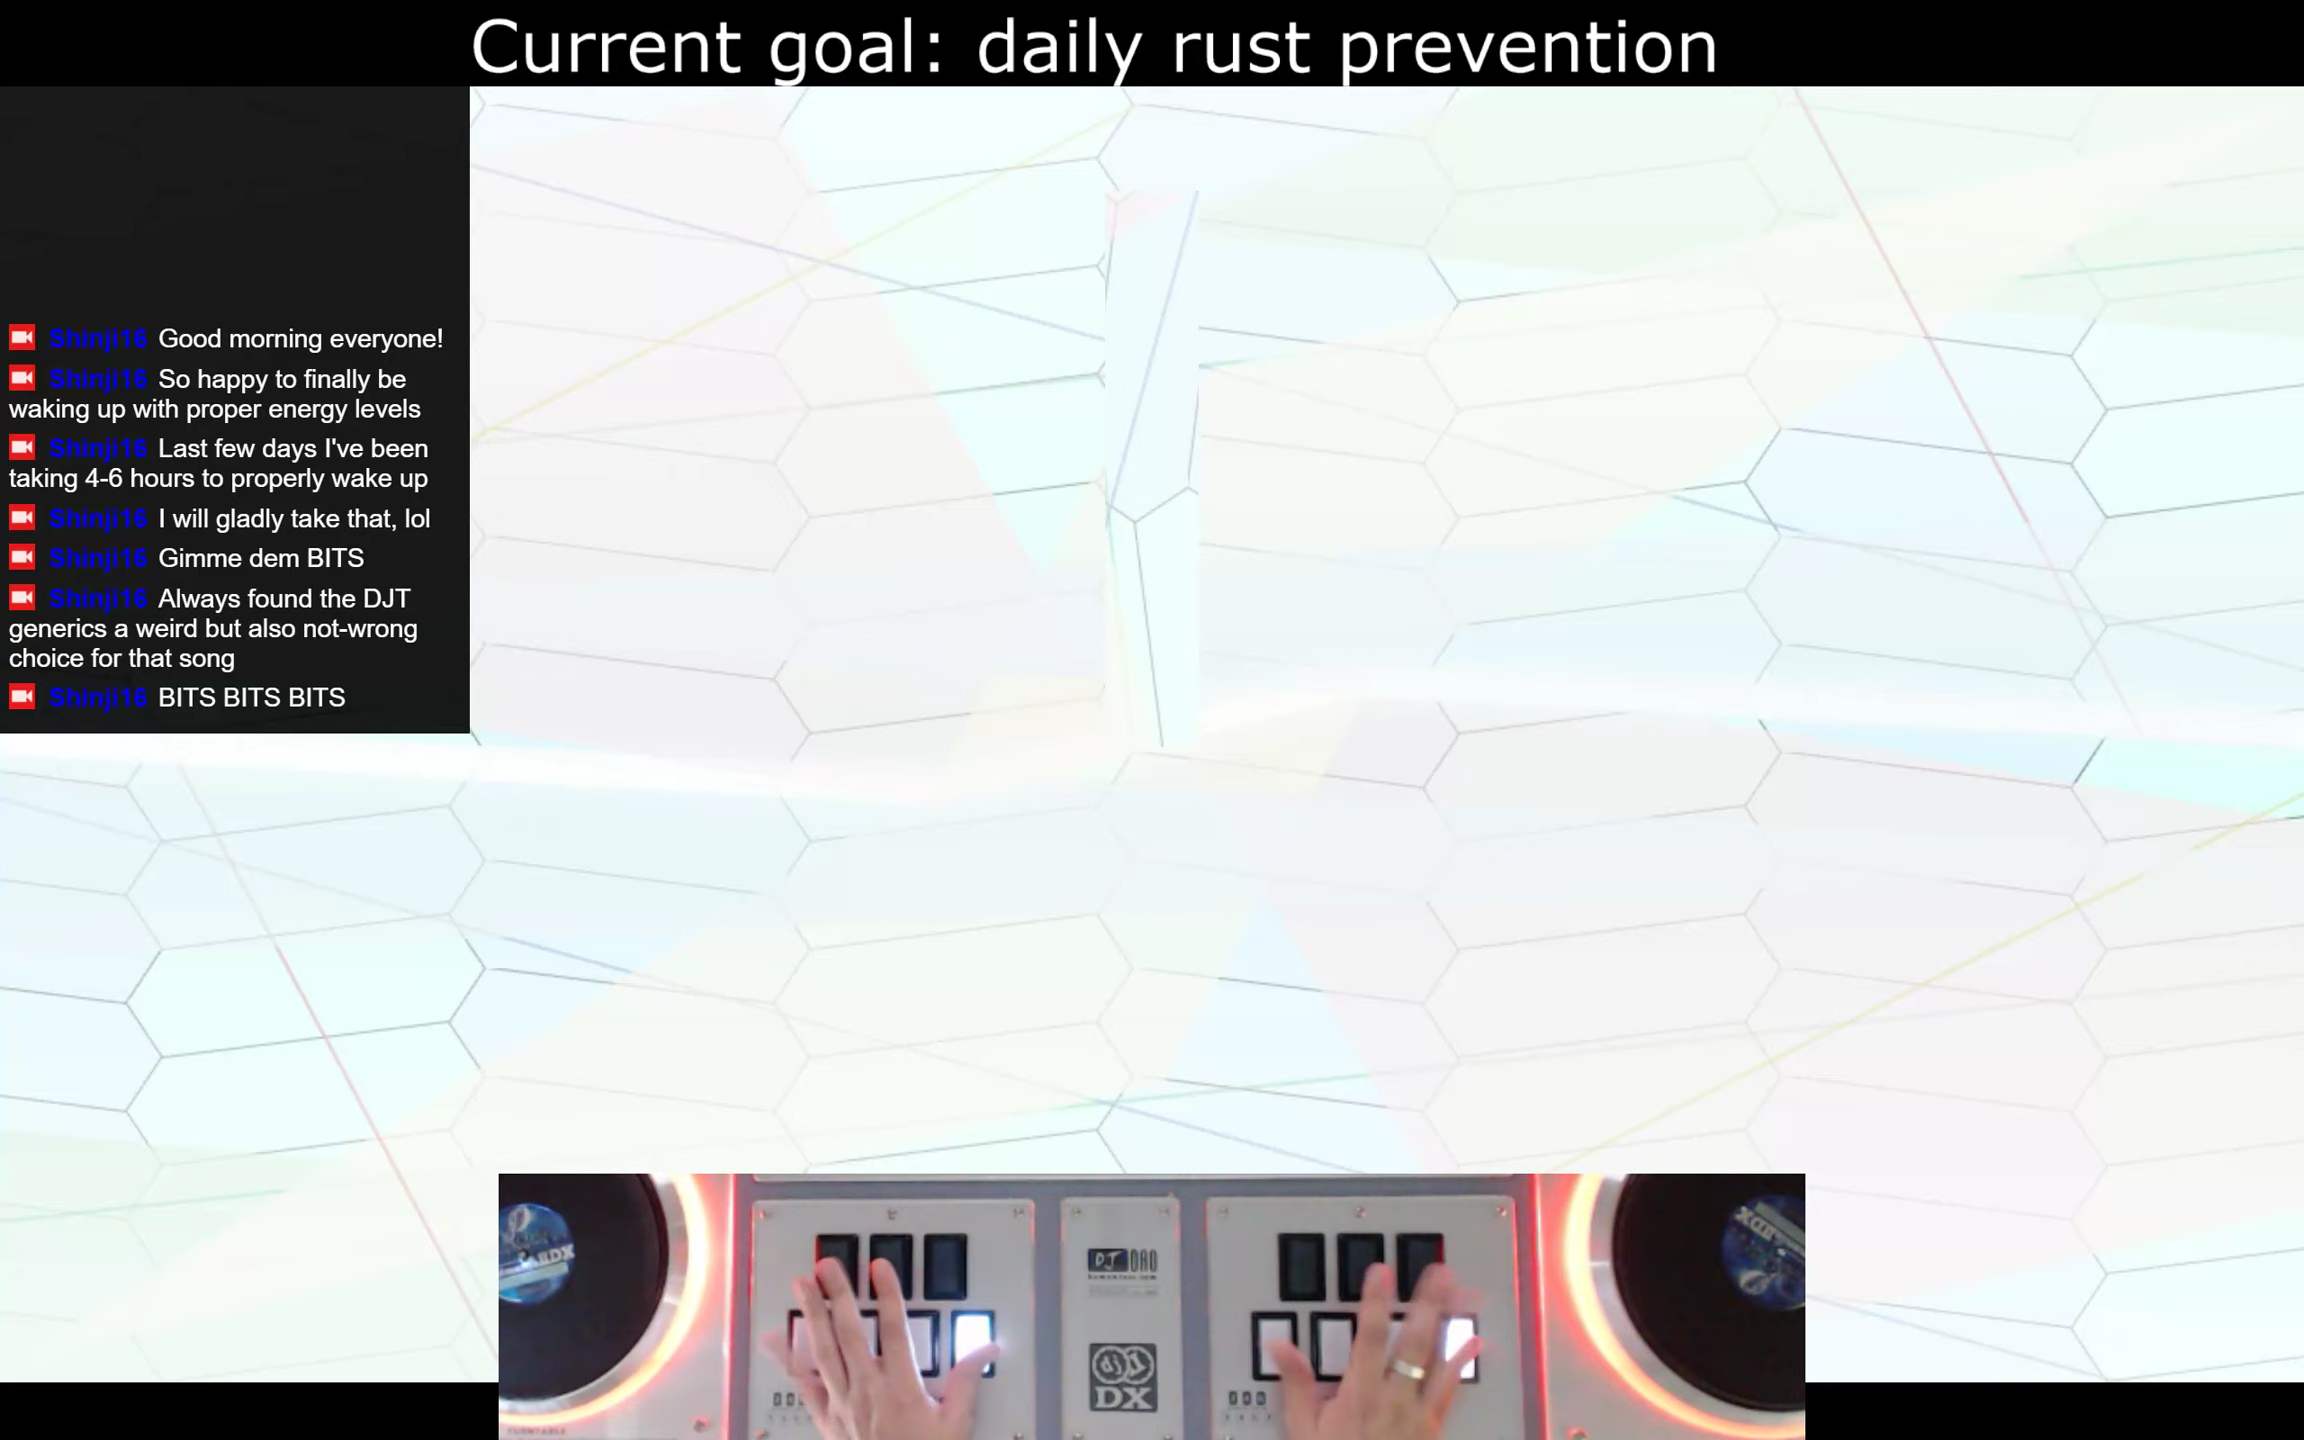 Current goal: daily rust prevention
Shinji16 Good morning everyone!
Shinji16 So happy to finally be
waking up with proper energy levels
Shinji16 Last few days I've been
taking 4-6 hours to properly wake up
Shinji16 I will gladly take that, lol
Shinji16 Gimme dem BITS
Shinji16 Always found the DJT
generics a weird but also not-wrong
choice for that song
Shinji16 BITS BITS BITS
DJ DAO
DX
TURNTABLE